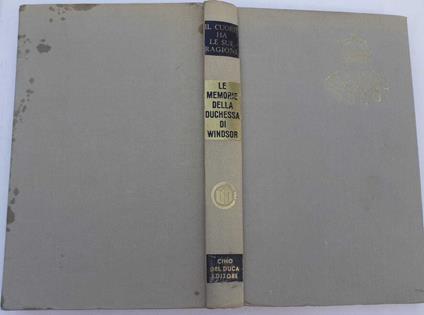 IL CUORE
HA
LE SUE
RAGIONI
LE
MEMORIE
DELLA
DUCHESSA
DI
WINDSOR
CINO
DEL DUCA
EDITORE